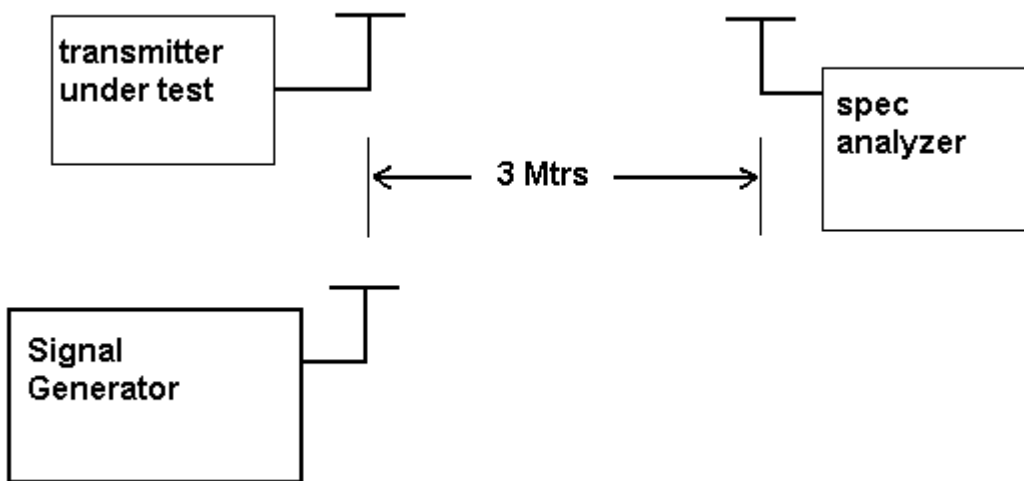 transmitter
under test
spec
analyzer
3 Mtrs
Signal
Generator